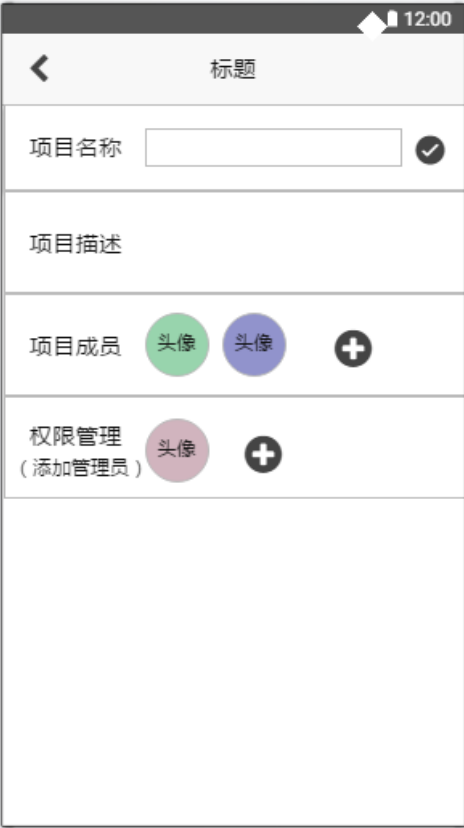 12:00
标题
项目名称
项目描述
项目成员 头像 头像
权限管理
（添加管理员） 头像